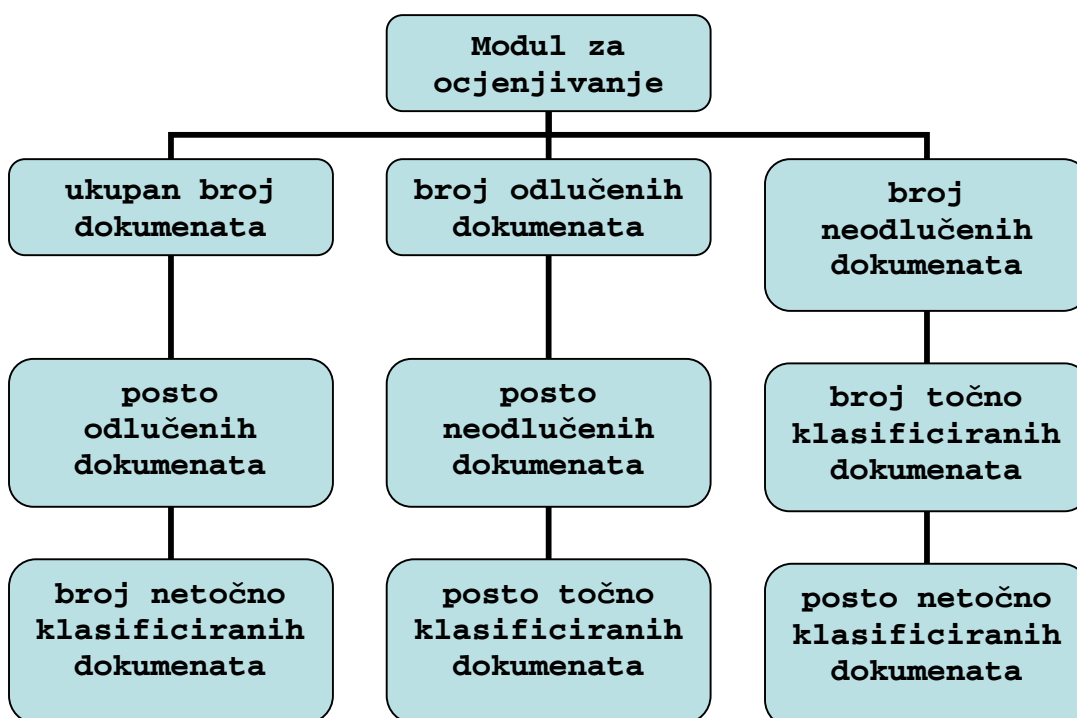 Modul za
ocjenjivanje
ukupan broj
dokumenata
broj odlučenih
dokumenata
broj
neodlučenih
dokumenata
posto
odlučenih
dokumenata
posto
neodlučenih
dokumenata
broj točno
klasificiranih
dokumenata
broj netočno
klasificiranih
dokumenata
posto točno
klasificiranih
dokumenata
posto netočno
klasificiranih
dokumenata